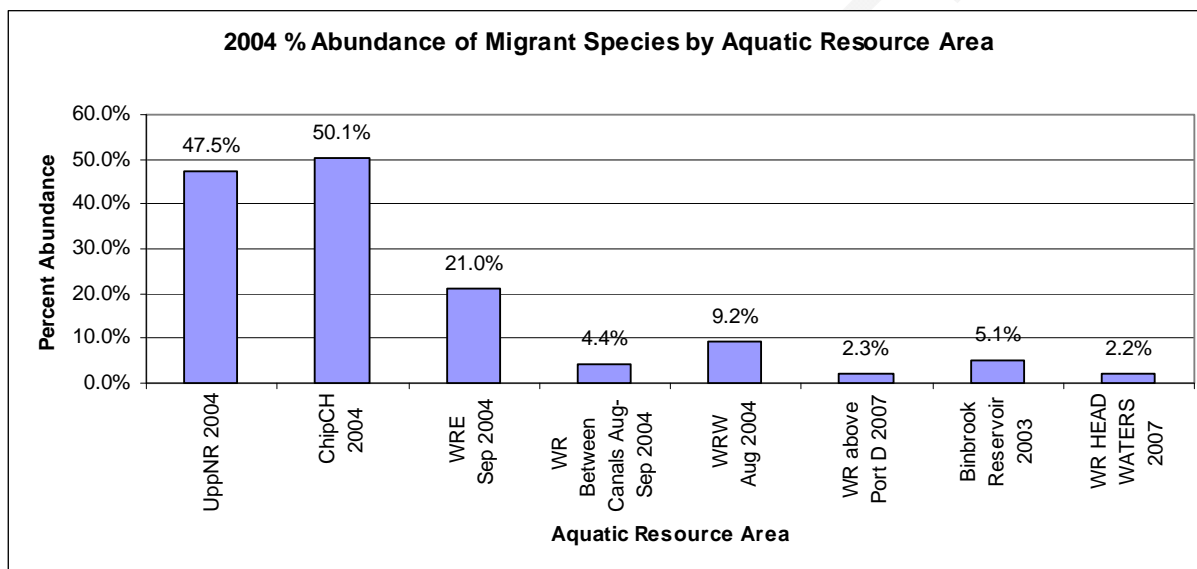 2004 % Abundance of Migrant Species by Aquatic Resource Area
Percent Abundance
60.0%
50.0%
40.0%
30.0%
20.0%
10.0%
0.0%
47.5%
50.1%
21.0%
4.4%
9.2%
2.3%
5.1%
2.2%
UppNR 2004
ChipCH
2004
WRE
Sep 2004
WR
Between
Canals Aug-
Sep 2004
WRW
Aug 2004
WR above
Port D 2007
Binbrook
Reservoir
2003
WR HEAD
WATERS
2007
Aquatic Resource Area